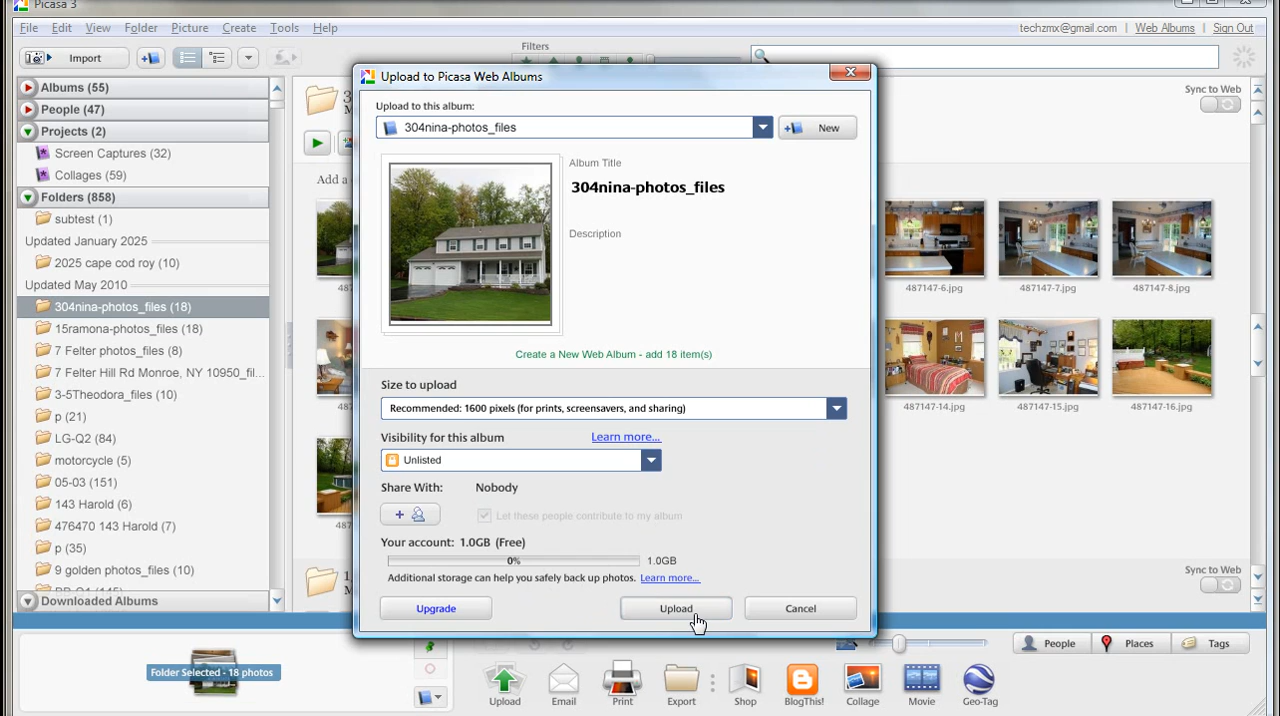 Picasa 3
File Edit View Folder Picture Create Tools Help
techzmx@gmail.com | Web Albums | Sign Out
Import
Filters
Albums (55)
People (47)
Projects (2)
Screen Captures (32)
Collages (59)
Folders (858)
subtest (1)
Updated January 2025
2025 cape cod roy (10)
Updated May 2010
304nina-photos_files (18)
15ramona-photos_files (18)
7 Felter photos_files (8)
7 Felter Hill Rd Monroe, NY 10950_fil...
3-5Theodora_files (10)
p (21)
LG-Q2 (84)
motorcycle (5)
05-03 (151)
143 Harold (6)
476470 143 Harold (7)
p (35)
9 golden photos_files (10)
Downloaded Albums
Sync to Web
Add a
487147-6.jpg
487147-7.jpg
487147-8.jpg
487147-14.jpg
487147-15.jpg
487147-16.jpg
Sync to Web
Upload to Picasa Web Albums
Upload to this album:
304nina-photos_files
New
Album Title
304nina-photos_files
Description
Create a New Web Album - add 18 item(s)
Size to upload
Recommended: 1600 pixels (for prints, screensavers, and sharing)
Visibility for this album Learn more...
Unlisted
Share With: Nobody
Let these people contribute to my album
Your account: 1.0GB (Free)
0% 1.0GB
Additional storage can help you safely back up photos. Learn more...
Upgrade Upload Cancel
Folder Selected - 18 photos
People Places Tags
Upload Email Print Export Shop BlogThis! Collage Movie Geo-Tag